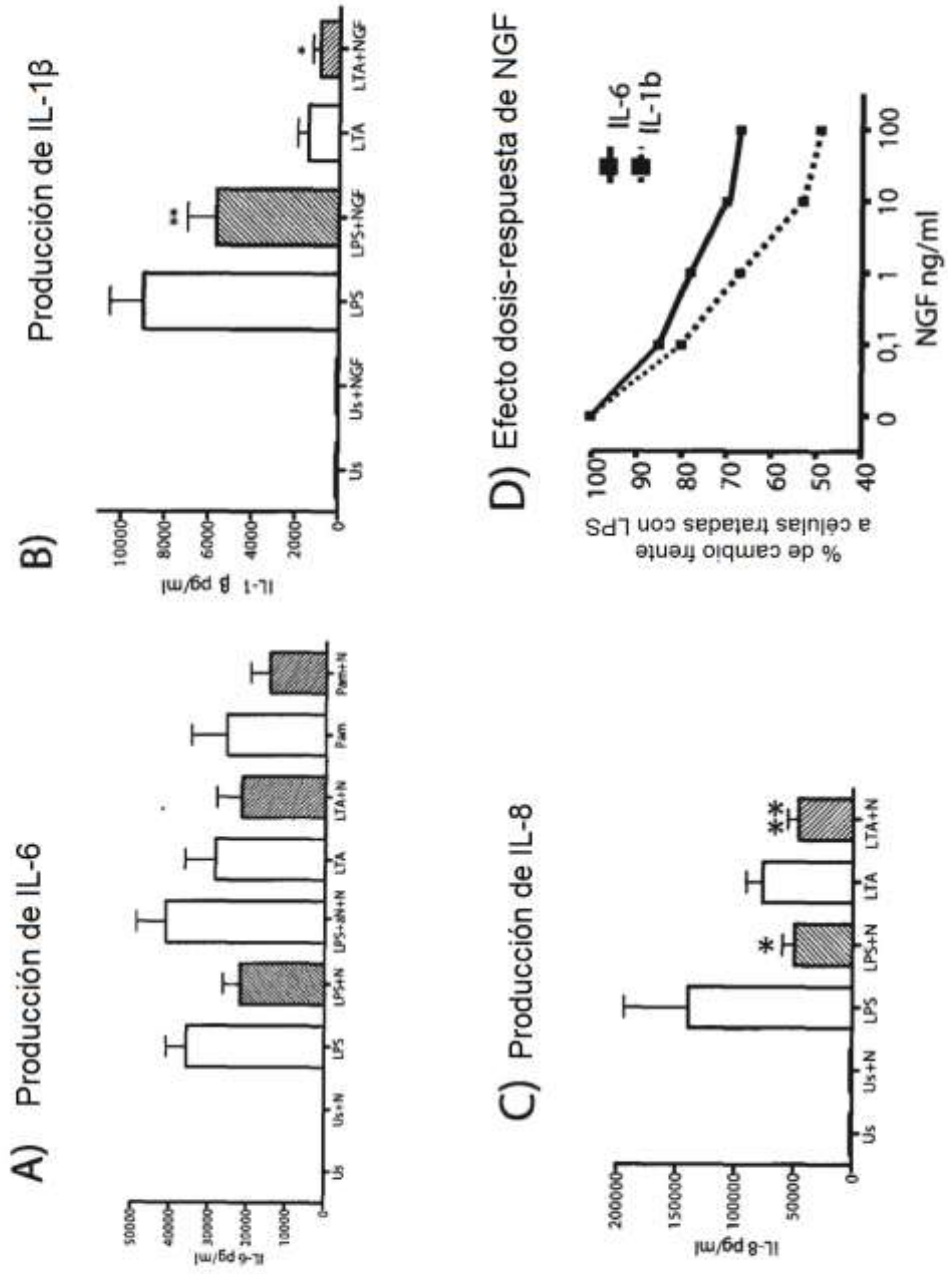 A) Producción de IL-6
IL-6 pg/ml
50000
40000
30000
20000
10000
0
Us
Us+N
LPS
LPS+N
LPS+aN+N
LTA
LTA+N
Pam
Pam+N
B) Producción de IL-1β
IL-1 β pg/ml
10000
8000
6000
4000
2000
0
**
*
Us
Us+NGF
LPS
LPS+NGF
LTA
LTA+NGF
C) Producción de IL-8
IL-8 pg/ml
200000
150000
100000
50000
0
*
**
Us
Us+N
LPS
LPS+N
LTA
LTA+N
D) Efecto dosis-respuesta de NGF
% de cambio frente
a células tratadas con LPS
100
90
80
70
60
50
40
IL-6
IL-1b
0
0,1
1
10
100
NGF ng/ml